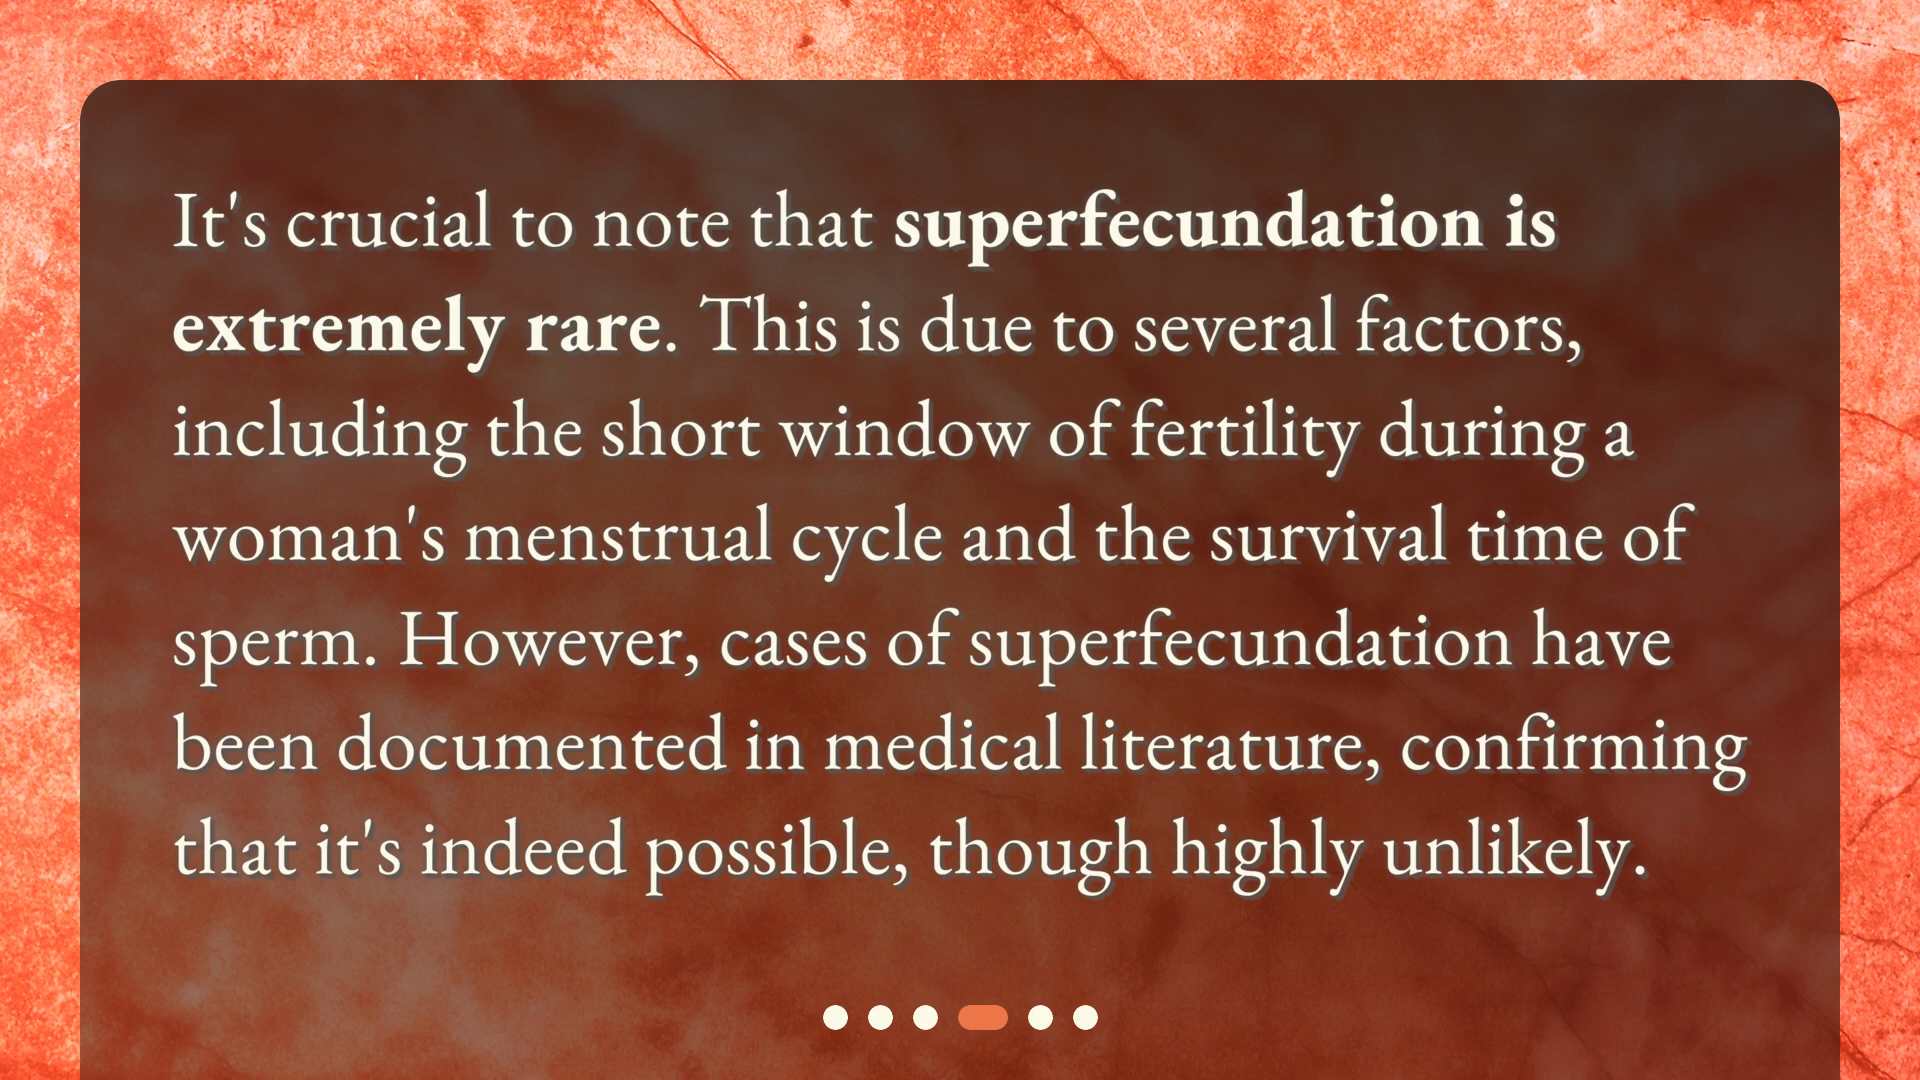 It's crucial to note that superfecundation is
extremely rare. This is due to several factors,
including the short window of fertility during a
woman's menstrual cycle and the survival time of
sperm. However, cases of superfecundation have
been documented in medical literature, confirming
that it's indeed possible, though highly unlikely.